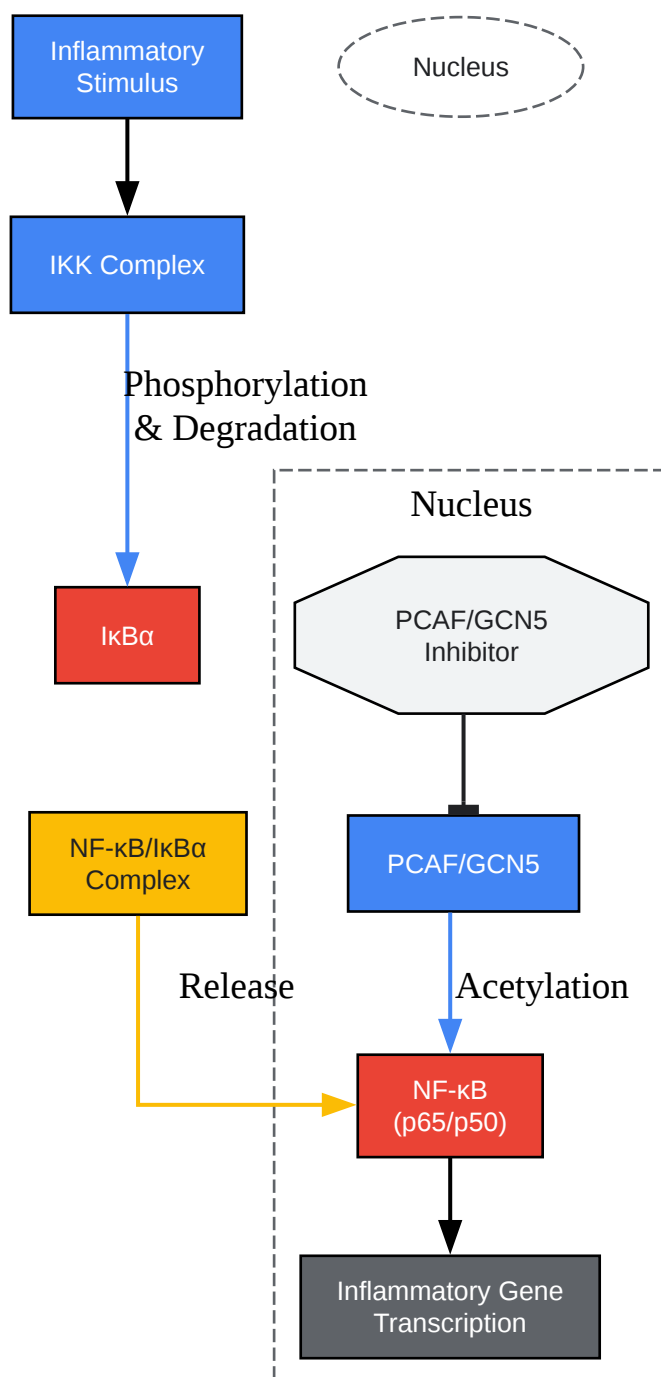 Inflammatory
Stimulus
Nucleus
IKK Complex
Phosphorylation
& Degradation
Nucleus
IκBα
PCAF/GCN5
Inhibitor
NF-κB/IκBα
Complex
PCAF/GCN5
Release
Acetylation
NF-κB
(p65/p50)
Inflammatory Gene
Transcription